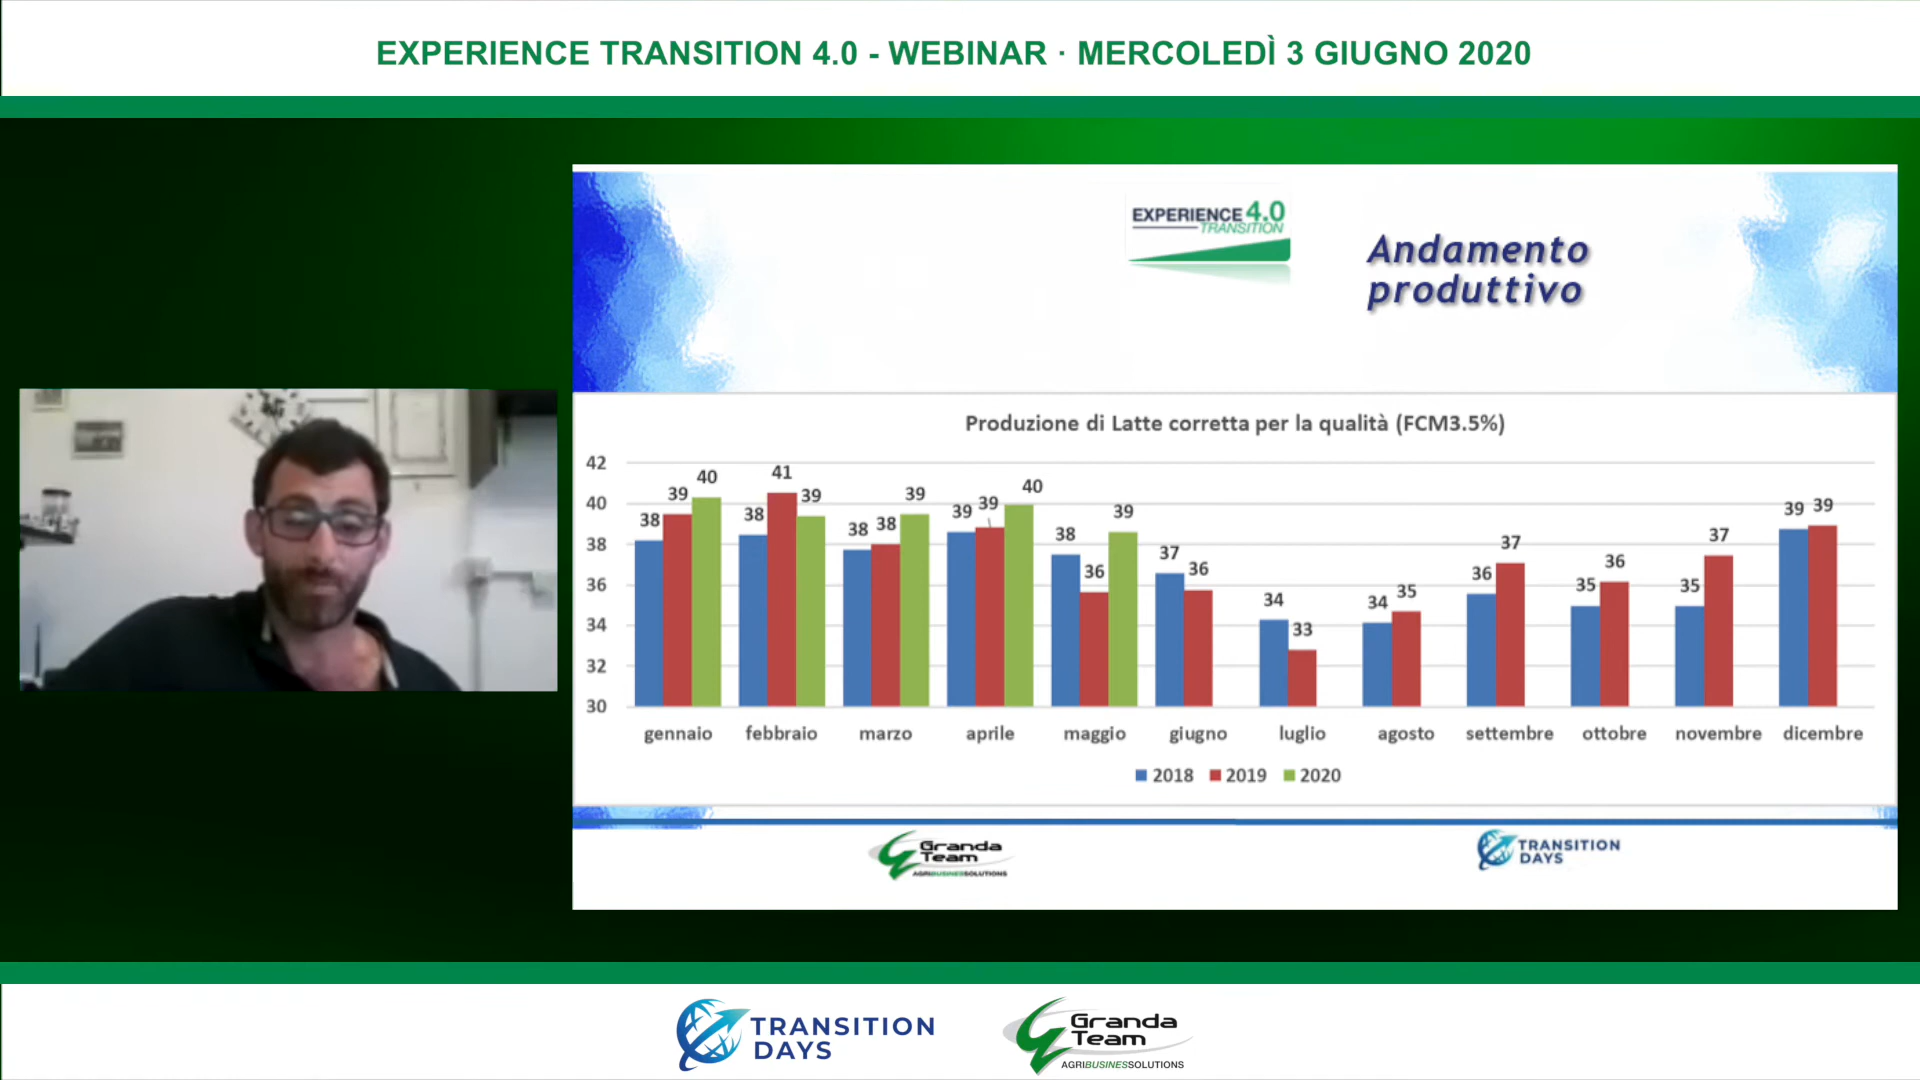 EXPERIENCE TRANSITION 4.0 - WEBINAR · MERCOLEDÌ 3 GIUGNO 2020
EXPERIENCE 4.0
TRANSITION
Andamento
produttivo
Produzione di Latte corretta per la qualità (FCM3.5%)
42
40
38
36
34
32
30
38 39 40
38 41 39
38 38 39
39 39 40
38 36 39
37 36
34 33
34 35
36 37
35 36
35 37
39 39
gennaio febbraio marzo aprile maggio giugno luglio agosto settembre ottobre novembre dicembre
2018 2019 2020
Granda
Team
AGRIBUSINESSOLUTIONS
TRANSITION
DAYS
TRANSITION
DAYS
Granda
Team
AGRIBUSINESSOLUTIONS